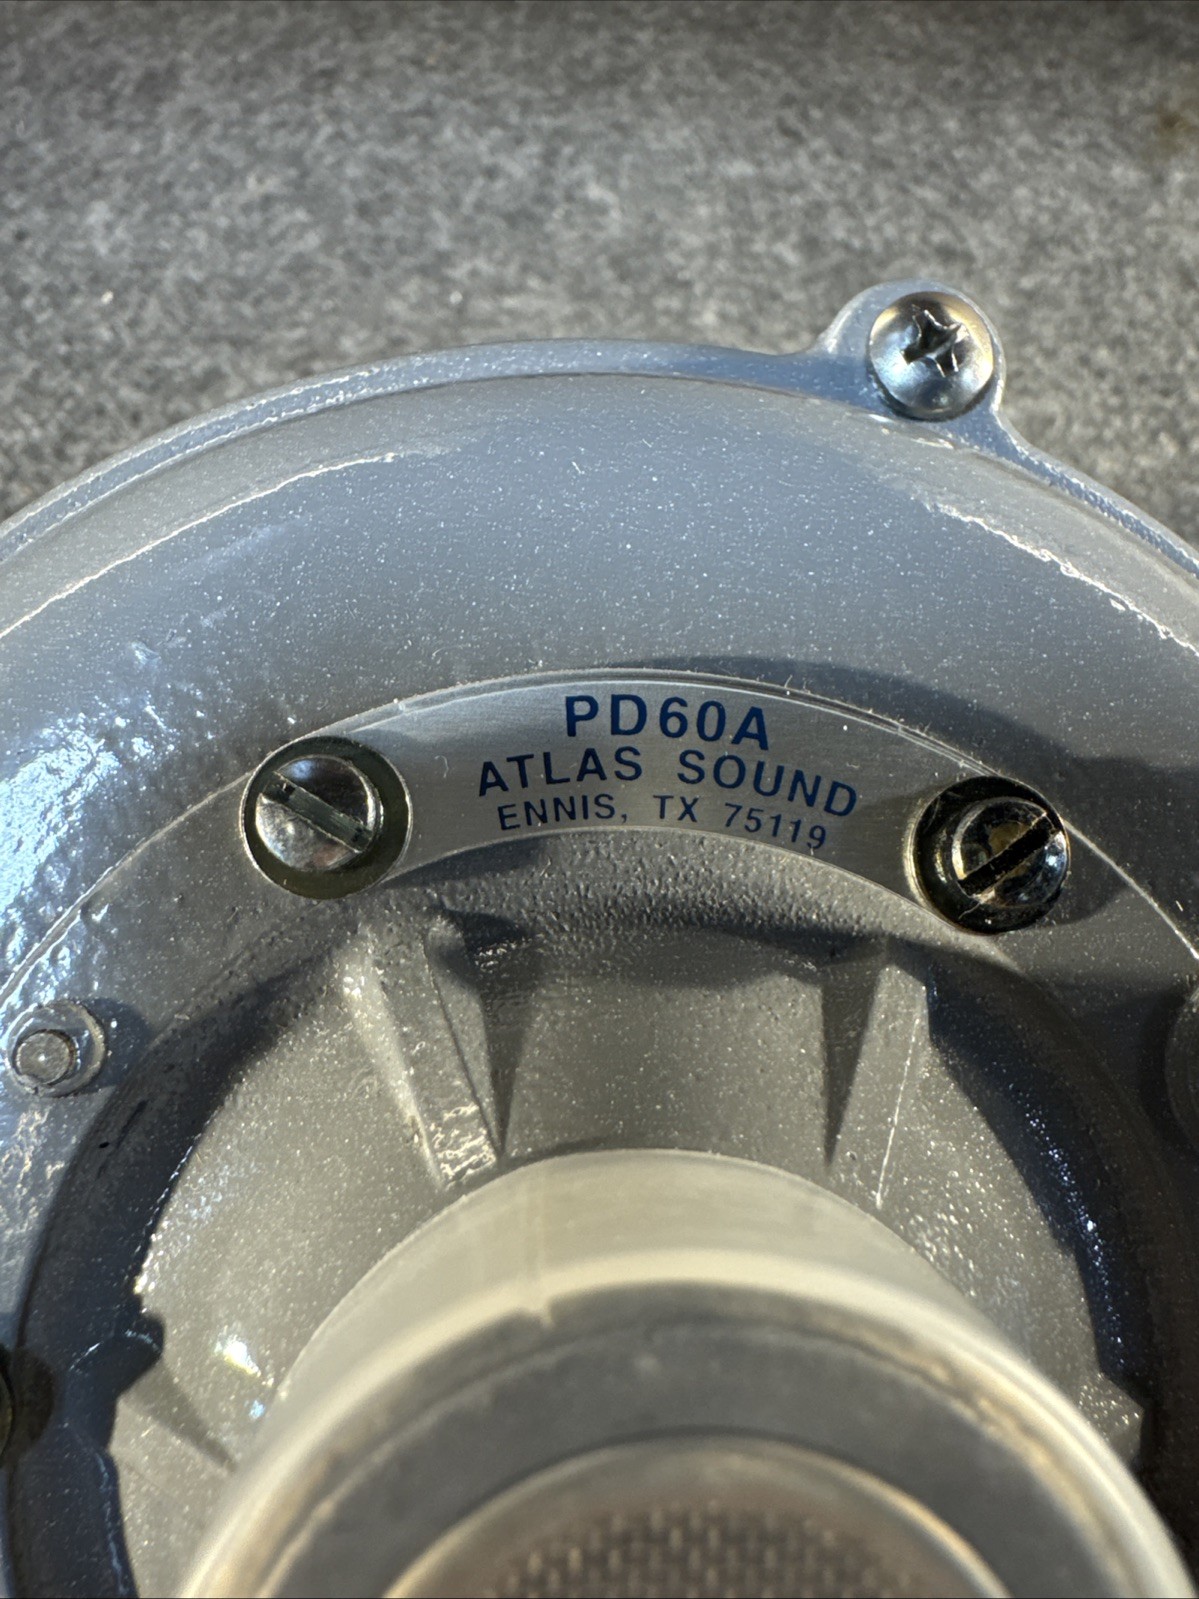 PD60A
ATLAS SOUND
ENNIS, TX 75119